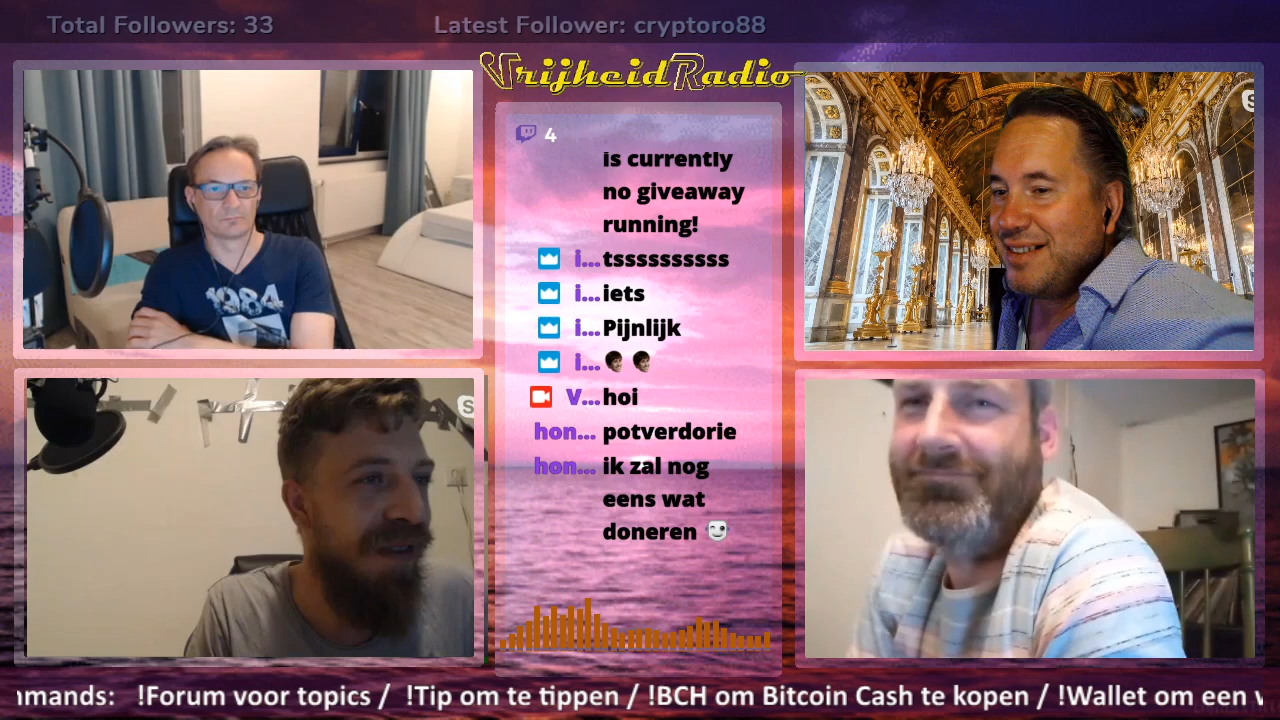 Total Followers: 33
Latest Follower: cryptoro88
VrijheidRadio
4
is currently
no giveaway
running!
i... tssssssssss
i... iets
i... Pijnlijk
i...
V... hoi
hon... potverdorie
hon... ik zal nog
eens wat
doneren
1984
S
S
mmands: !Forum voor topics / !Tip om te tippen / !BCH om Bitcoin Cash te kopen / !Wallet om een